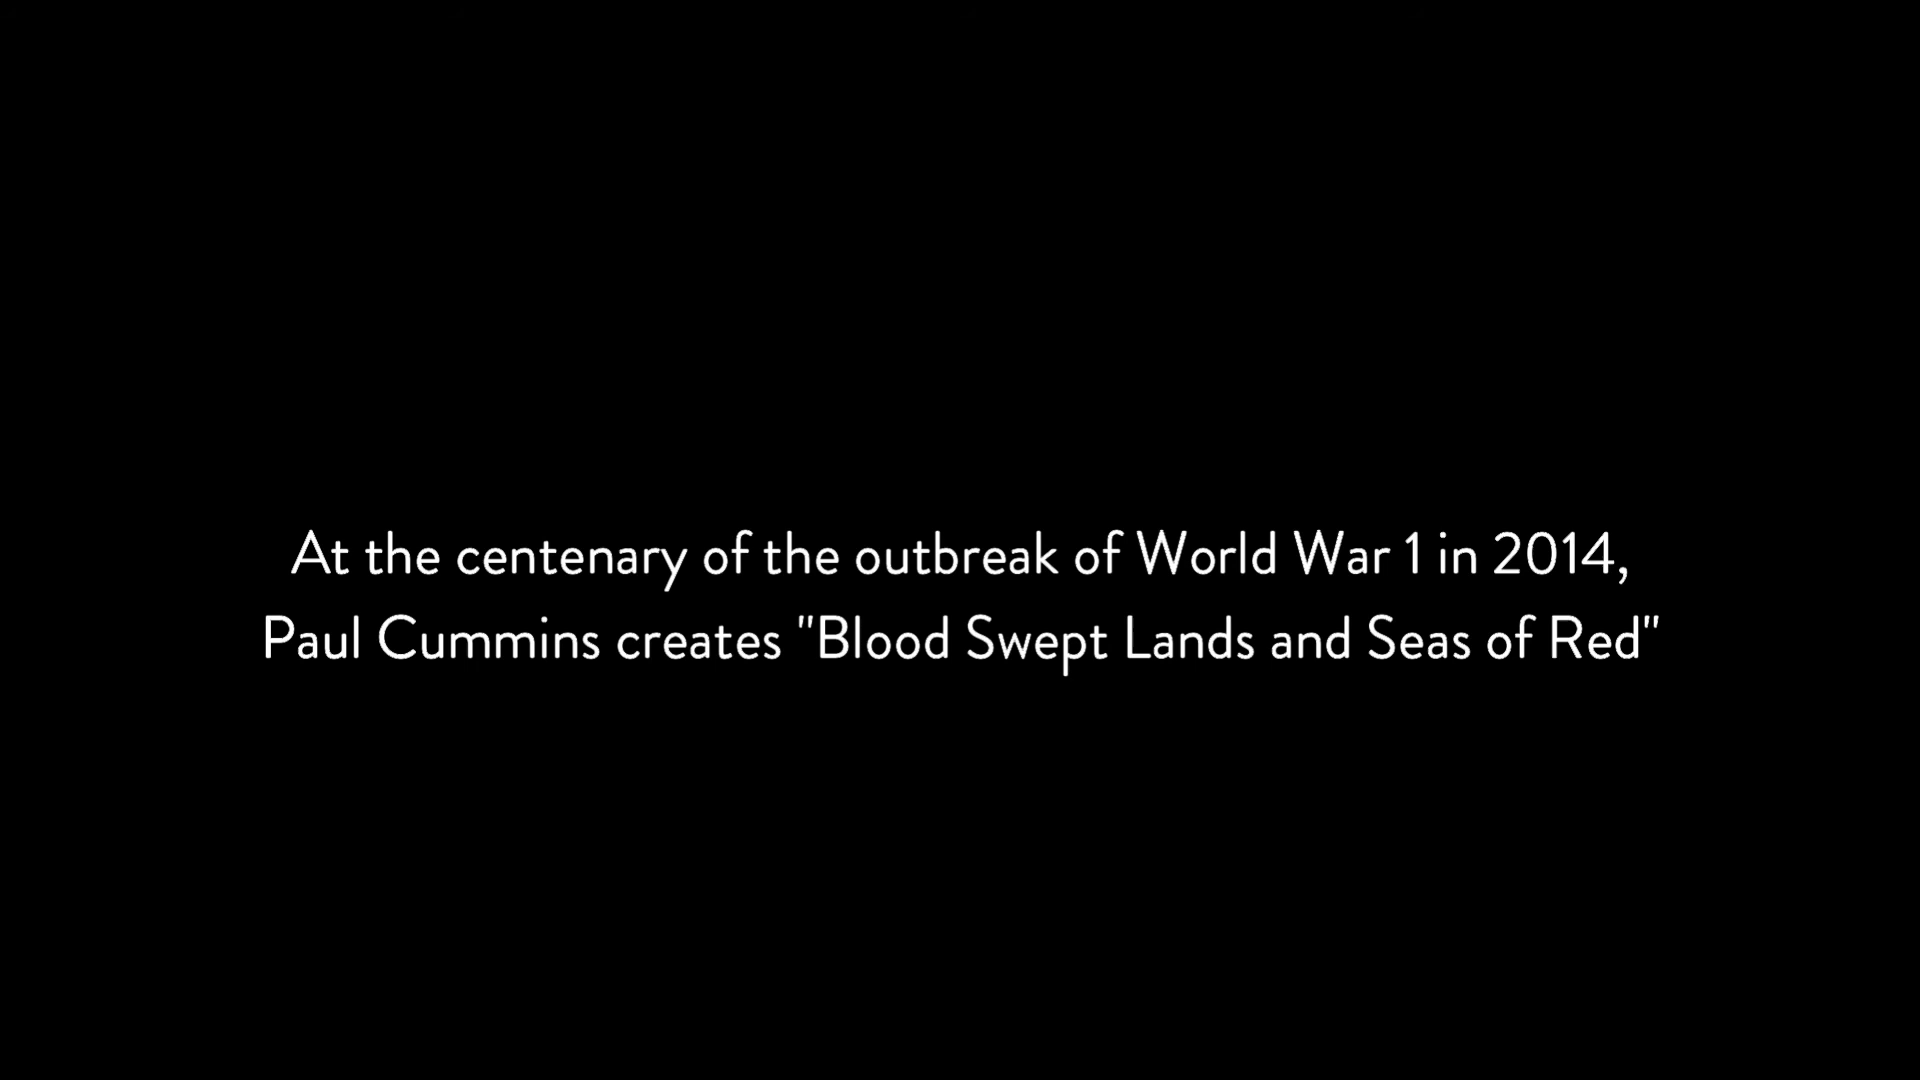 At the centenary of the outbreak of World War 1 in 2014,
Paul Cummins creates "Blood Swept Lands and Seas of Red"